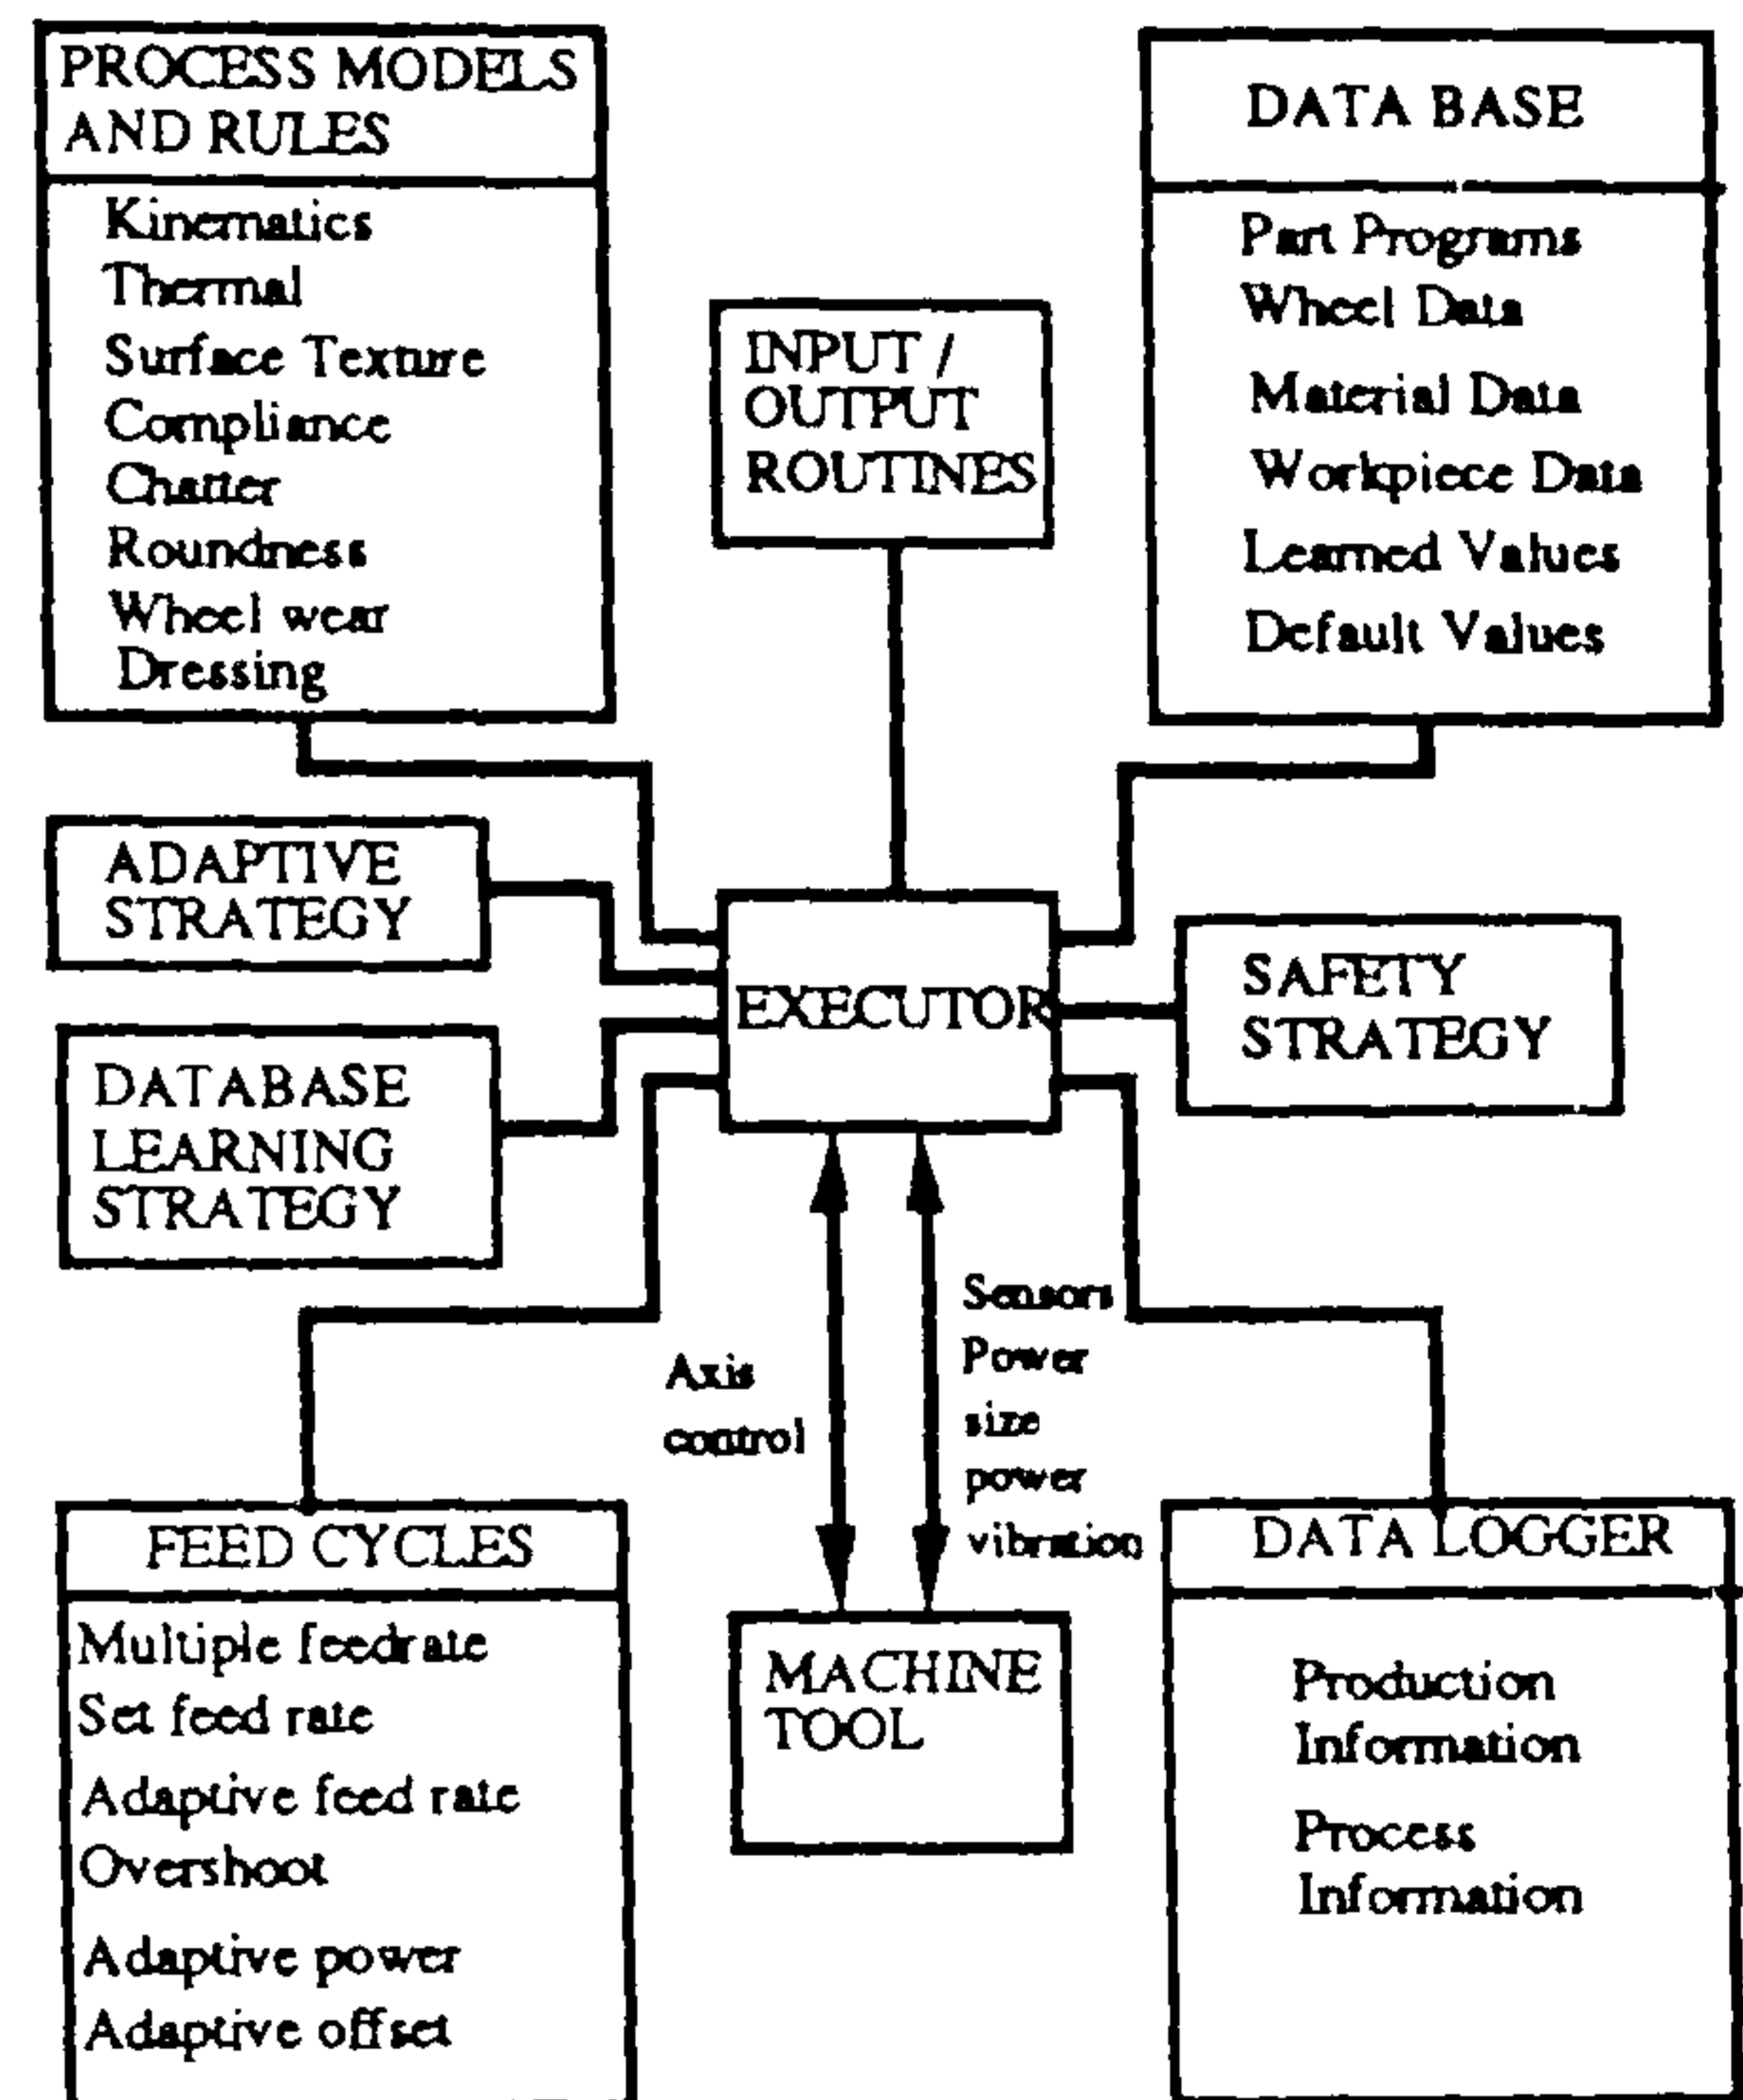 PROCESS MODELS
AND RULES
Kinematics
Thermal
Surface Texture
Compliance
Chatter
Roundness
Wheel wear
Dressing
INPUT /
OUTPUT
ROUTINES
DATA BASE
Part Programs
Wheel Data
Material Data
Workpiece Data
Learned Values
Default Values
ADAPTIVE
STRATEGY
DATABASE
LEARNING
STRATEGY
EXECUTOR
SAFETY
STRATEGY
Axis
control
Sensors
Power
size
power
vibration
FEED CYCLES
Multiple feedrate
Set feed rate
Adaptive feed rate
Overshoot
Adaptive power
Adaptive offset
MACHINE
TOOL
DATA LOGGER
Production
Information
Process
Information